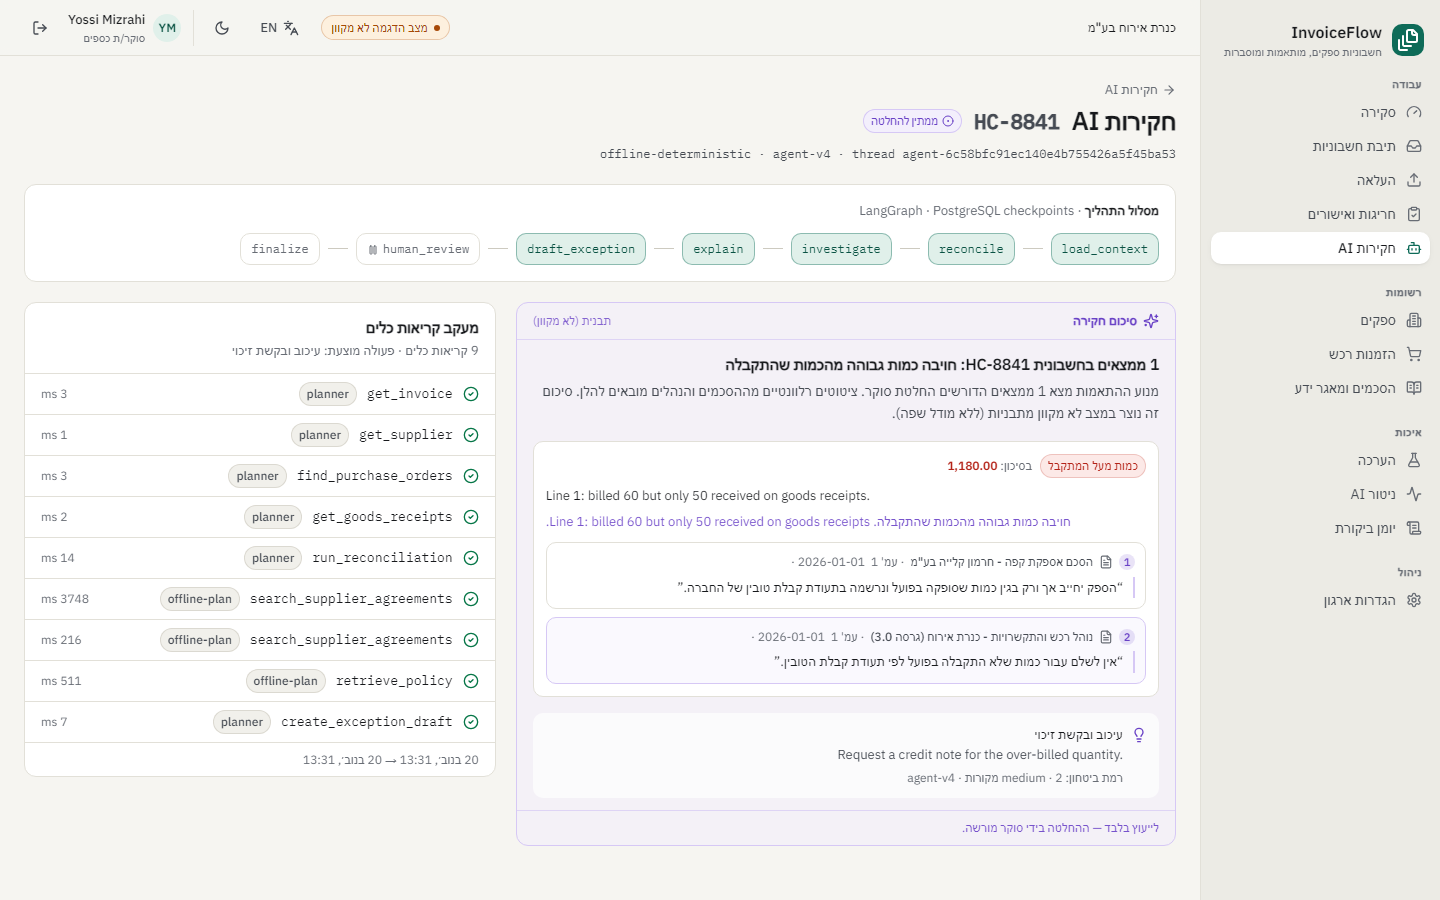 InvoiceFlow
חשבוניות ספקים, מותאמות ומוסברות
עבודה
סקירה
תיבת חשבוניות
העלאה
חריגות ואישורים
חקירות AI
רשומות
ספקים
הזמנות רכש
הסכמים ומאגר ידע
איכות
הערכה
ניטור AI
יומן ביקורת
ניהול
הגדרות ארגון
כנרת אירוח בע"מ
מצב הדגמה לא מקוון
EN
YM
Yossi Mizrahi
סוקר/ת כספים
חקירות AI
חקירות AI HC-8841 ממתין להחלטה
offline-deterministic · agent-v4 · thread agent-6c58bfc91ec140e4b755426a5f45ba53
מסלול התהליך · LangGraph · PostgreSQL checkpoints
load_context
reconcile
investigate
explain
draft_exception
human_review
finalize
סיכום חקירה
תבנית (לא מקוון)
1 ממצאים בחשבונית HC-8841: חויבה כמות גבוהה מהכמות שהתקבלה
מנוע ההתאמות מצא 1 ממצאים הדורשים החלטת סוקר. ציטוטים רלוונטיים מההסכמים והנהלים מובאים להלן. סיכום
זה נוצר במצב לא מקוון מתבניות (ללא מודל שפה).
כמות מעל המתקבל
בסיכון: 1,180.00
Line 1: billed 60 but only 50 received on goods receipts.
חויבה כמות גבוהה מהכמות שהתקבלה. Line 1: billed 60 but only 50 received on goods receipts.
1
הסכם אספקת קפה - חרמון קלייה בע"מ · עמ' 1 2026-01-01 ·
“הספק יחייב אך ורק בגין כמות שסופקה בפועל ונרשמה בתעודת קבלת טובין של החברה.”
2
נוהל רכש והתקשרויות - כנרת אירוח (גרסה 3.0) · עמ' 1 2026-01-01 ·
“אין לשלם עבור כמות שלא התקבלה בפועל לפי תעודת קבלת הטובין.”
עיכוב ובקשת זיכוי
Request a credit note for the over-billed quantity.
רמת ביטחון: medium · 2 מקורות · agent-v4
לייעוץ בלבד — ההחלטה בידי סוקר מורשה.
מעקב קריאות כלים
9 קריאות כלים · פעולה מוצעת: עיכוב ובקשת זיכוי
get_invoice planner 3 ms
get_supplier planner 1 ms
find_purchase_orders planner 3 ms
get_goods_receipts planner 2 ms
run_reconciliation planner 14 ms
search_supplier_agreements offline-plan 3748 ms
search_supplier_agreements offline-plan 216 ms
retrieve_policy offline-plan 511 ms
create_exception_draft planner 7 ms
20 בנוב׳, 13:31 → 20 בנוב׳, 13:31